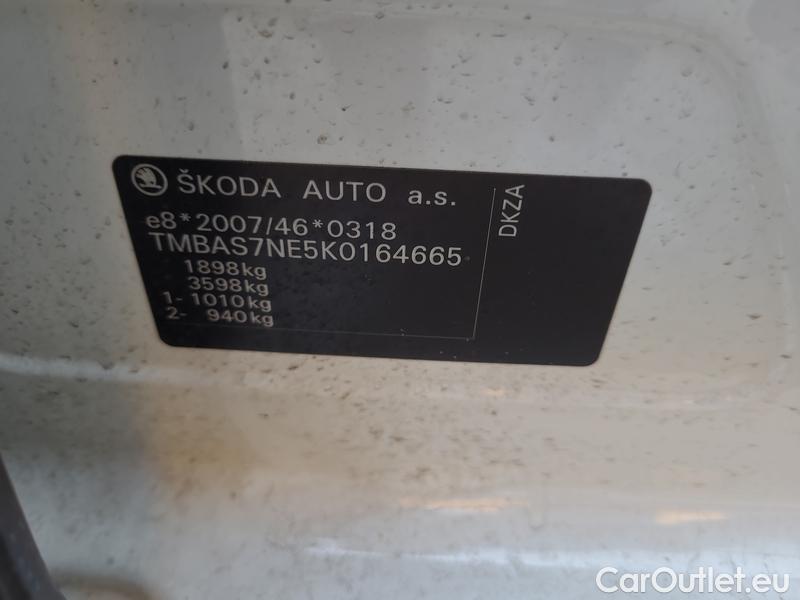 ŠKODA AUTO a.s.
e8*2007/46*0318
TMBAS7NE5K0164665
1898kg
3598kg
1- 1010kg
2- 940kg
DKZA
CarOutlet.eu